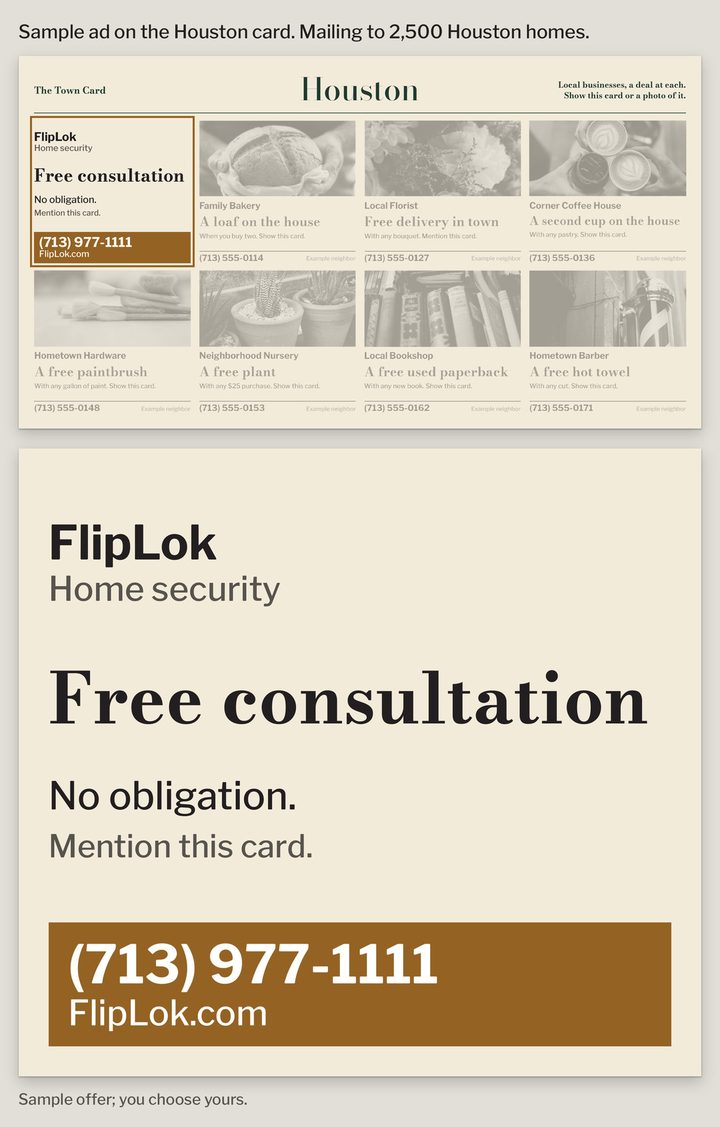 Sample ad on the Houston card. Mailing to 2,500 Houston homes.
The Town Card
Houston
Local businesses, a deal at each.
Show this card or a photo of it.
FlipLok
Home security
Free consultation
No obligation.
Mention this card.
(713) 977-1111
FlipLok.com
Family Bakery
A loaf on the house
When you buy two. Show this card.
(713) 555-0114
Example neighbor
Local Florist
Free delivery in town
With any bouquet. Mention this card.
(713) 555-0127
Example neighbor
Corner Coffee House
A second cup on the house
With any pastry. Show this card.
(713) 555-0136
Example neighbor
Hometown Hardware
A free paintbrush
With any gallon of paint. Show this card.
(713) 555-0148
Example neighbor
Neighborhood Nursery
A free plant
With any $25 purchase. Show this card.
(713) 555-0153
Example neighbor
Local Bookshop
A free used paperback
With any new book. Show this card.
(713) 555-0162
Example neighbor
Hometown Barber
A free hot towel
With any cut. Show this card.
(713) 555-0171
Example neighbor
FlipLok
Home security
Free consultation
No obligation.
Mention this card.
(713) 977-1111
FlipLok.com
Sample offer; you choose yours.